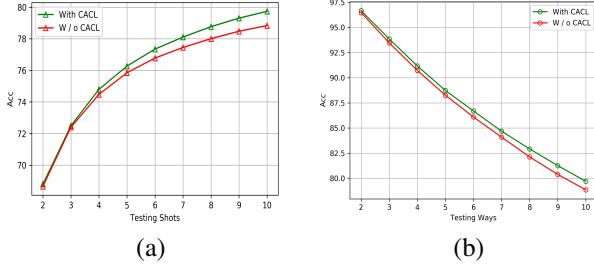 80
78
76
74
72
70
Acc
With CACL
W / o CACL
2 3 4 5 6 7 8 9 10
Testing Shots
(a)
97.5
95.0
92.5
90.0
87.5
85.0
82.5
80.0
Acc
With CACL
W / o CACL
2 3 4 5 6 7 8 9 10
Testing Ways
(b)